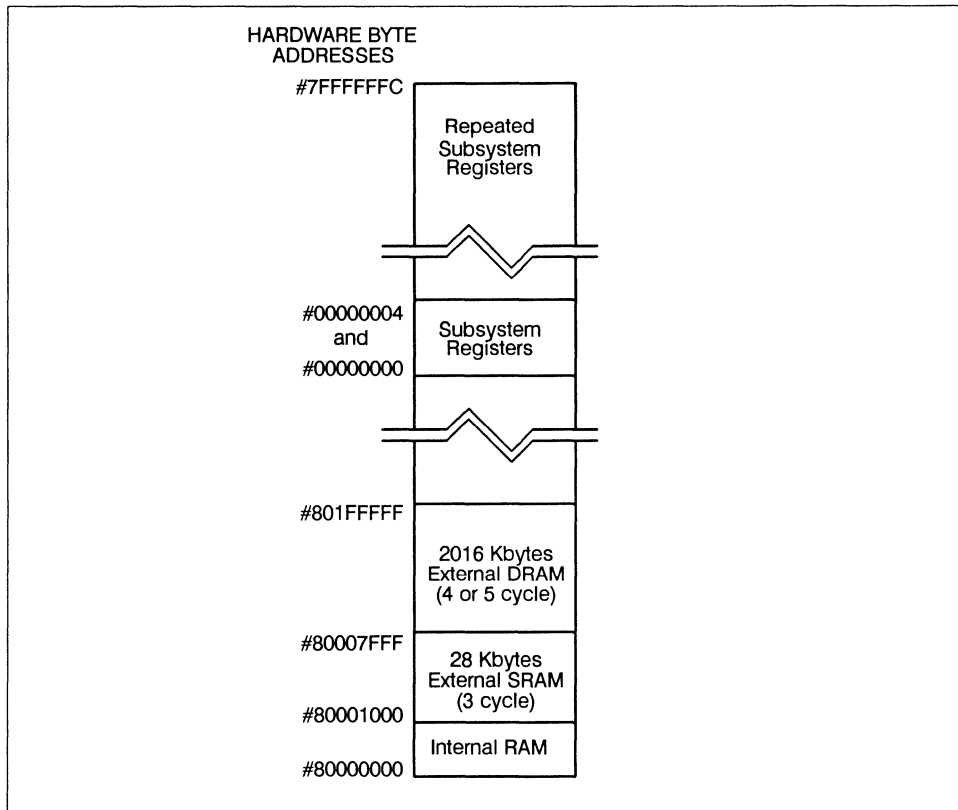 HARDWARE BYTE
ADDRESSES
#7FFFFFFC
Repeated
Subsystem
Registers
#00000004
and
#00000000
Subsystem
Registers
#801FFFFF
2016 Kbytes
External DRAM
(4 or 5 cycle)
#80007FFF
28 Kbytes
External SRAM
(3 cycle)
#80001000
Internal RAM
#80000000